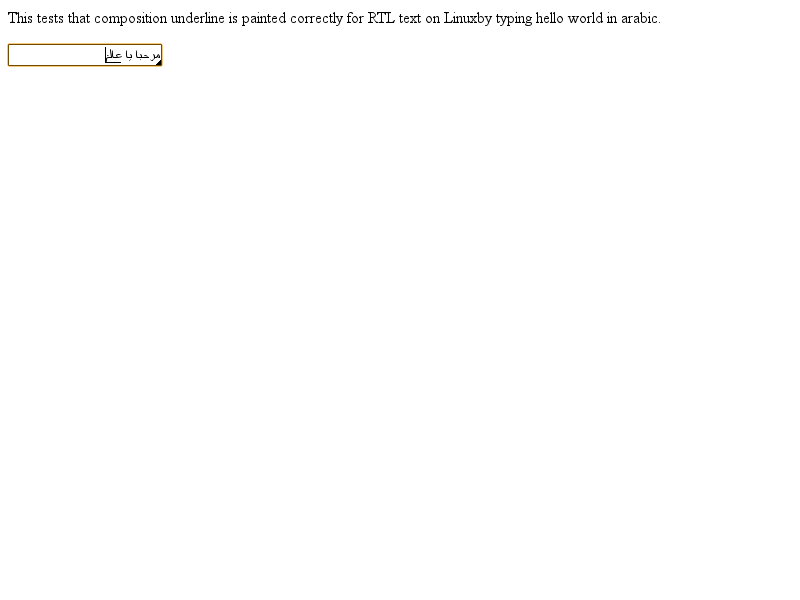 This tests that composition underline is painted correctly for RTL text on Linuxby typing hello world in arabic.
مرحبا يا